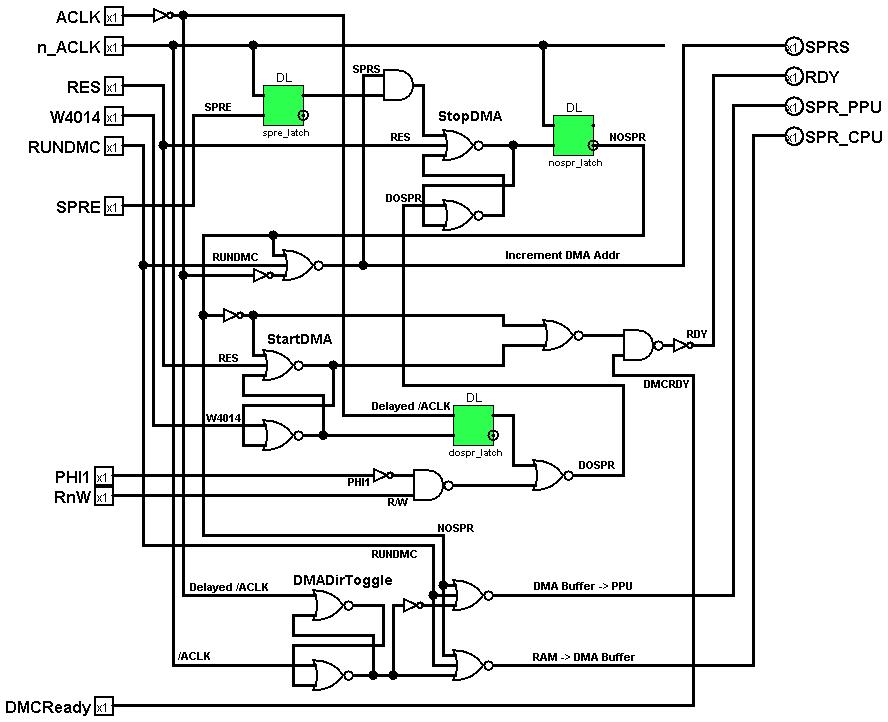 ACLK x1
n_ACLK x1
RES x1
W4014 x1
RUNDMC x1
SPRE x1
x1 SPRS
x1 RDY
x1 SPR_PPU
x1 SPR_CPU
SPRS
DL
SPRE
spre_latch
StopDMA
RES
DL
NOSPR
nospr_latch
DOSPR
RUNDMC
Increment DMA Addr
StartDMA
RES
RDY
DMCRDY
W4014
Delayed /ACLK
DL
dospr_latch
DOSPR
PHI1 x1
PHI1
RnW x1
R/W
NOSPR
RUNDMC
DMADirToggle
Delayed /ACLK
DMA Buffer -> PPU
/ACLK
RAM -> DMA Buffer
DMCReady x1